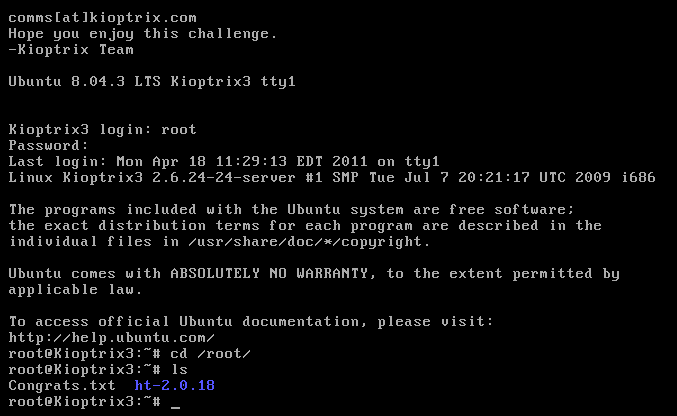 comms[at]kioptrix.com
Hope you enjoy this challenge.
-Kioptrix Team
Ubuntu 8.04.3 LTS Kioptrix3 tty1
Kioptrix3 login: root
Password:
Last login: Mon Apr 18 11:29:13 EDT 2011 on tty1
Linux Kioptrix3 2.6.24-24-server #1 SMP Tue Jul 7 20:21:17 UTC 2009 i686
The programs included with the Ubuntu system are free software;
the exact distribution terms for each program are described in the
individual files in /usr/share/doc/*/copyright.
Ubuntu comes with ABSOLUTELY NO WARRANTY, to the extent permitted by
applicable law.
To access official Ubuntu documentation, please visit:
http://help.ubuntu.com/
root@Kioptrix3:~# cd /root/
root@Kioptrix3:~# ls
Congrats.txt  ht-2.0.18
root@Kioptrix3:~# _